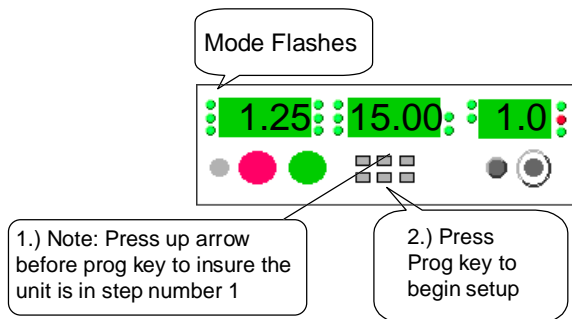 Mode Flashes
1.25 15.00 1.0
1.) Note: Press up arrow
before prog key to insure the
unit is in step number 1
2.) Press
Prog key to
begin setup